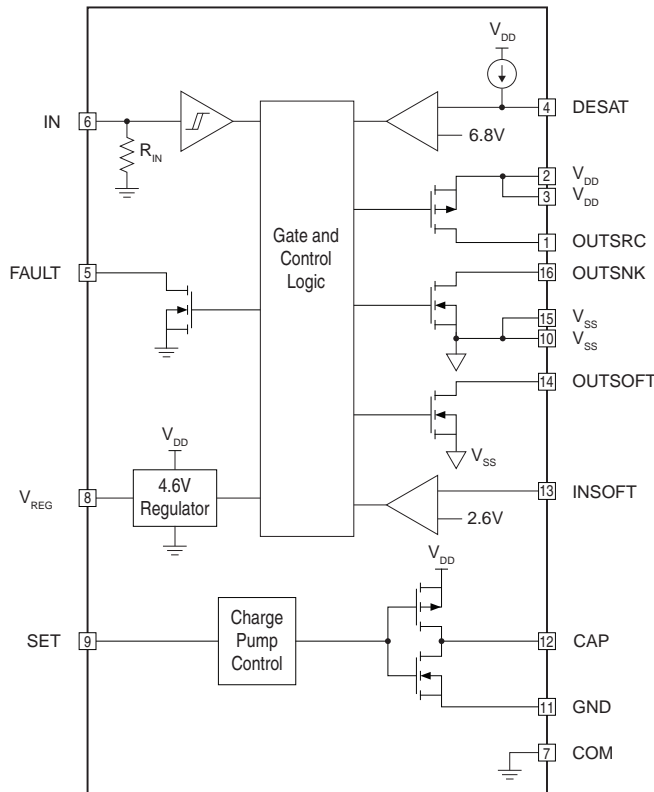 V_DD
IN
6
R_IN
6.8V
4
DESAT
2
V_DD
3
V_DD
1
OUTSRC
Gate and
Control
Logic
FAULT
5
16
OUTSNK
15
V_SS
10
V_SS
14
OUTSOFT
V_SS
V_DD
V_REG
8
4.6V
Regulator
13
INSOFT
2.6V
V_DD
SET
9
Charge
Pump
Control
12
CAP
11
GND
7
COM